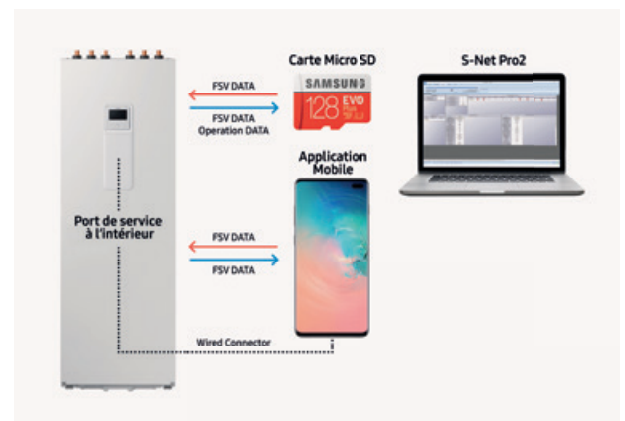 Carte Micro SD
S-Net Pro2
FSV DATA
FSV DATA
Operation DATA
SAMSUNG
128 EVO
Plus
Application
Mobile
Port de service
à l'intérieur
FSV DATA
FSV DATA
Wired Connector